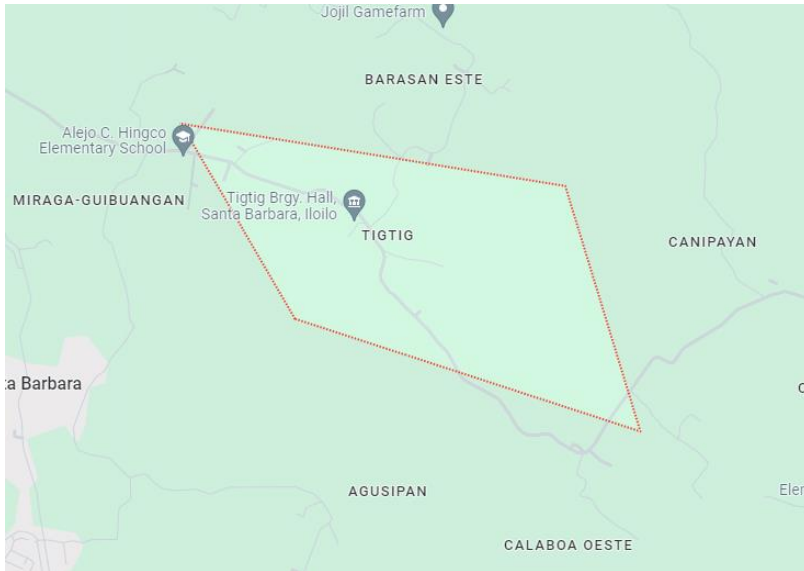 Jojil Gamefarm
BARASAN ESTE
Alejo C. Hingco
Elementary School
MIRAGA-GUIBUANGAN
Tigtig Brgy. Hall,
Santa Barbara, Iloilo
TIGTIG
CANIPAYAN
ta Barbara
AGUSIPAN
Eler
CALABOA OESTE